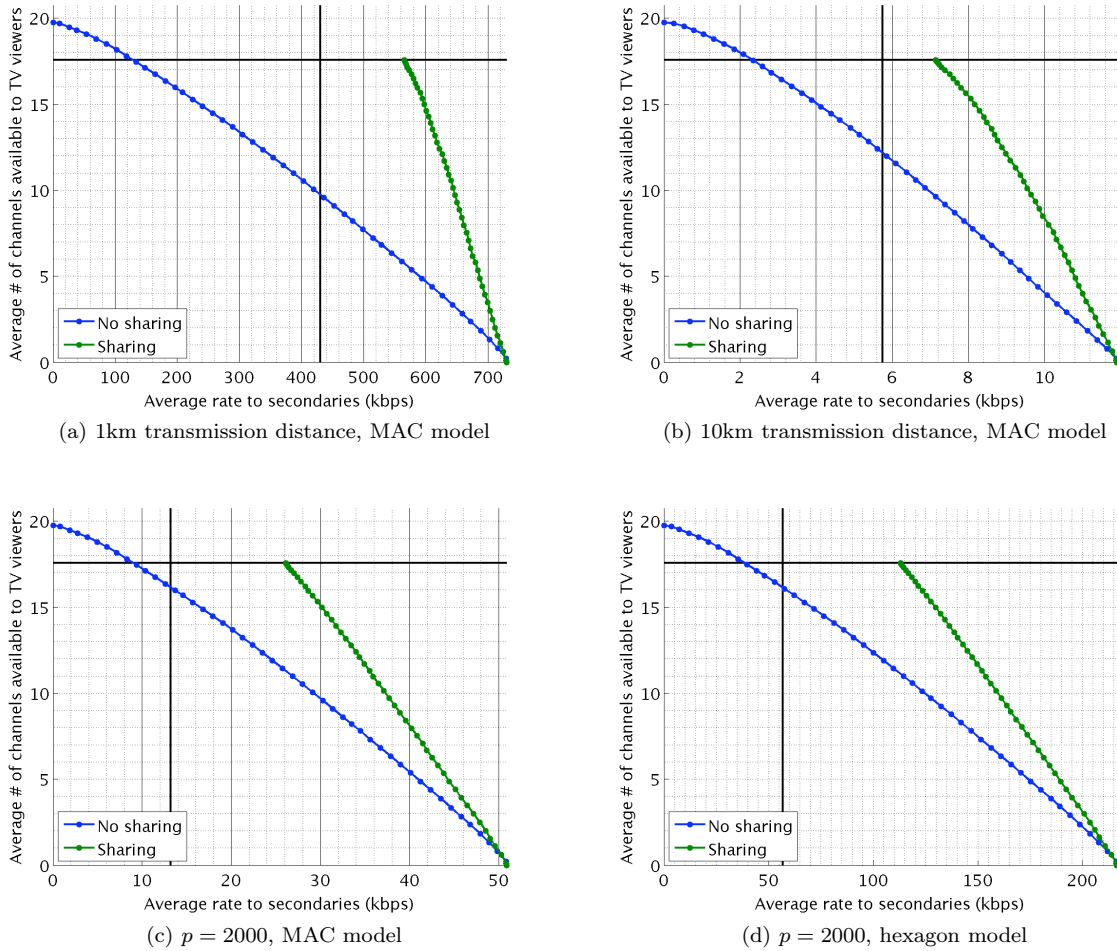 Average # of channels available to TV viewers
20
15
10
5
0
No sharing
Sharing
0 100 200 300 400 500 600 700
Average rate to secondaries (kbps)
(a) 1km transmission distance, MAC model
Average # of channels available to TV viewers
20
15
10
5
0
No sharing
Sharing
0 2 4 6 8 10
Average rate to secondaries (kbps)
(b) 10km transmission distance, MAC model
Average # of channels available to TV viewers
20
15
10
5
0
No sharing
Sharing
0 10 20 30 40 50
Average rate to secondaries (kbps)
(c) p = 2000, MAC model
Average # of channels available to TV viewers
20
15
10
5
0
No sharing
Sharing
0 50 100 150 200
Average rate to secondaries (kbps)
(d) p = 2000, hexagon model